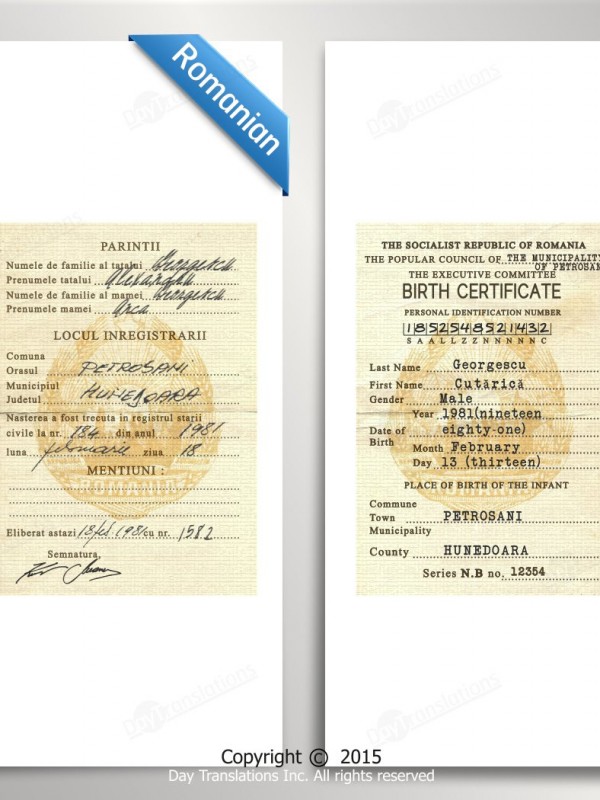 Romanian
PARINTII
Numele de familie al tatalui Georgescu
Prenumele tatalui Alexandru
Numele de familie al mamei Georgescu
Prenumele mamei Anca
LOCUL INREGISTRARII
Comuna
Orasul PETROSANI
Municipiul
Judetul HUNEDOARA
Nasterea a fost trecuta in registrul starii
civile la nr. 184 din anul 1981
luna februarie ziua 18
MENTIUNI :
Eliberat astazi 18 feb 1981 cu nr. 1582
Semnatura,
THE SOCIALIST REPUBLIC OF ROMANIA
THE POPULAR COUNCIL OF THE MUNICIPALITY
OF PETROSAN
THE EXECUTIVE COMMITTEE
BIRTH CERTIFICATE
PERSONAL IDENTIFICATION NUMBER
1852548521432
SAALLZZNNNNNC
Last Name Georgescu
First Name Cutărică
Gender Male
Year 1981(nineteen
Date of eighty-one)
Birth
Month February
Day 13 (thirteen)
PLACE OF BIRTH OF THE INFANT
Commune
Town PETROSANI
Municipality
County HUNEDOARA
Series N.B no. 12354
DayTranslations
DayTranslations
DayTranslations
DayTranslations
Copyright © 2015
Day Translations Inc. All rights reserved